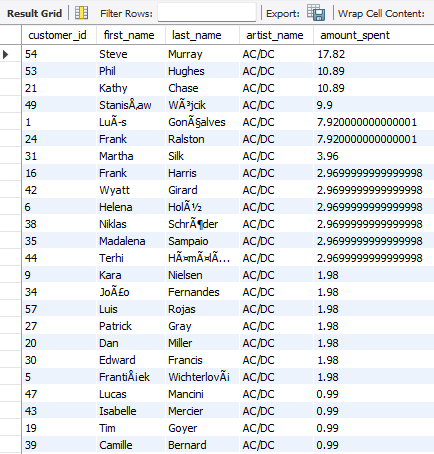 Result Grid Filter Rows: Export: Wrap Cell Content:
customer_id first_name last_name artist_name amount_spent
54 Steve Murray AC/DC 17.82
53 Phil Hughes AC/DC 10.89
21 Kathy Chase AC/DC 10.89
49 StanisÅ‚aw WÃ³jcik AC/DC 9.9
1 LuÃ-s GonÃ§alves AC/DC 7.920000000000001
24 Frank Ralston AC/DC 7.920000000000001
31 Martha Silk AC/DC 3.96
16 Frank Harris AC/DC 2.9699999999999998
42 Wyatt Girard AC/DC 2.9699999999999998
6 Helena HolÃ½ AC/DC 2.9699999999999998
38 Niklas SchrÃ¶der AC/DC 2.9699999999999998
35 Madalena Sampaio AC/DC 2.9699999999999998
44 Terhi HÃ¤mÃ¤lÃ... AC/DC 2.9699999999999998
9 Kara Nielsen AC/DC 1.98
34 JoÃ£o Fernandes AC/DC 1.98
57 Luis Rojas AC/DC 1.98
27 Patrick Gray AC/DC 1.98
20 Dan Miller AC/DC 1.98
30 Edward Francis AC/DC 1.98
5 FrantiÅ¡ek WichterlovÃ¡ AC/DC 1.98
47 Lucas Mancini AC/DC 0.99
43 Isabelle Mercier AC/DC 0.99
19 Tim Goyer AC/DC 0.99
39 Camille Bernard AC/DC 0.99